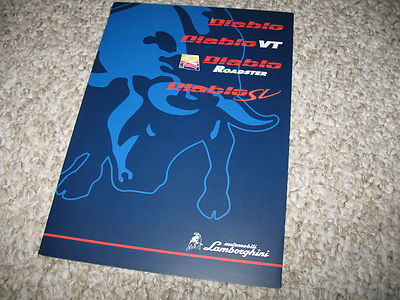 Diablo
Diablo VT
Diablo
ROADSTER
Diablo SV
automobili
Lamborghini